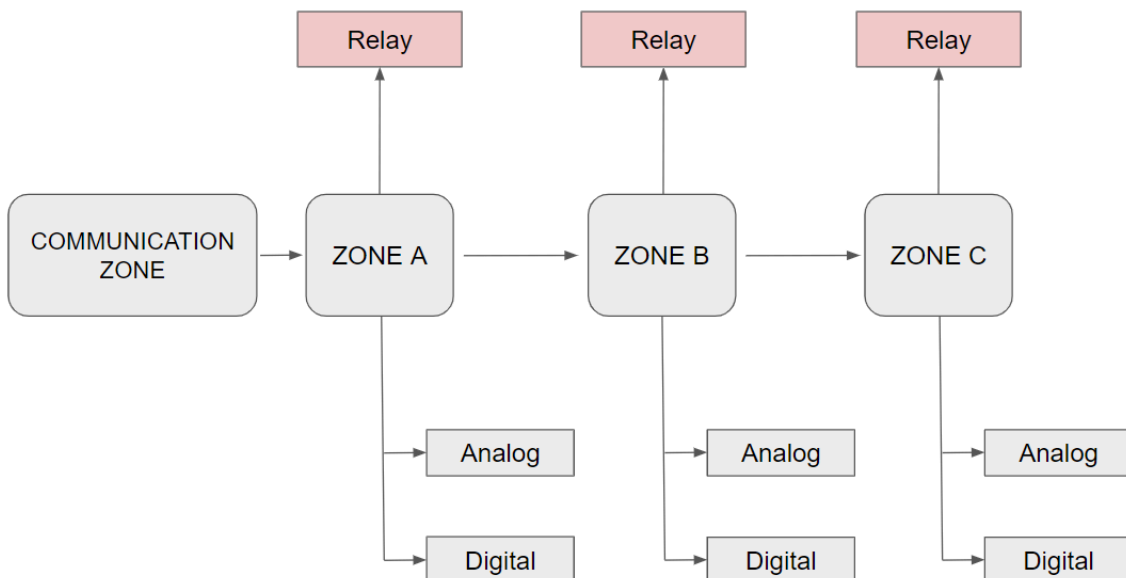 Relay
Relay
Relay
COMMUNICATION
ZONE
ZONE A
ZONE B
ZONE C
Analog
Analog
Analog
Digital
Digital
Digital